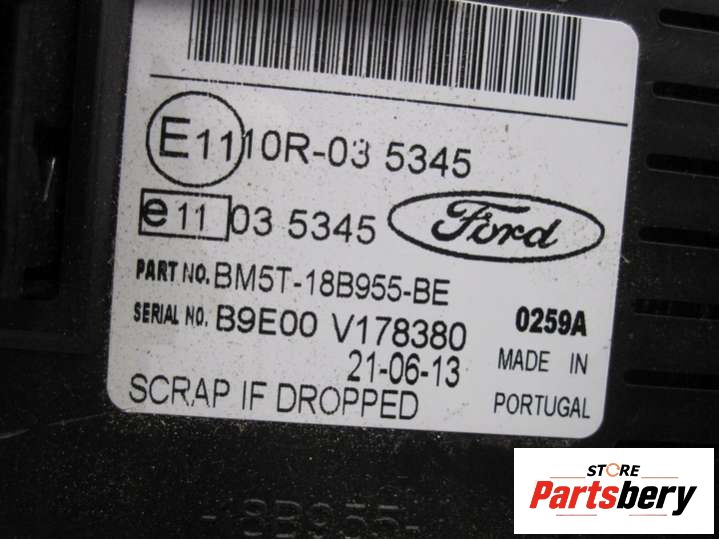 E11 10R-03 5345
e11 03 5345 Ford
PART NO. BM5T-18B955-BE
SERIAL NO. B9E00 V178380 0259A
21-06-13 MADE IN
SCRAP IF DROPPED PORTUGAL
-18B955-
STORE
Partsbery